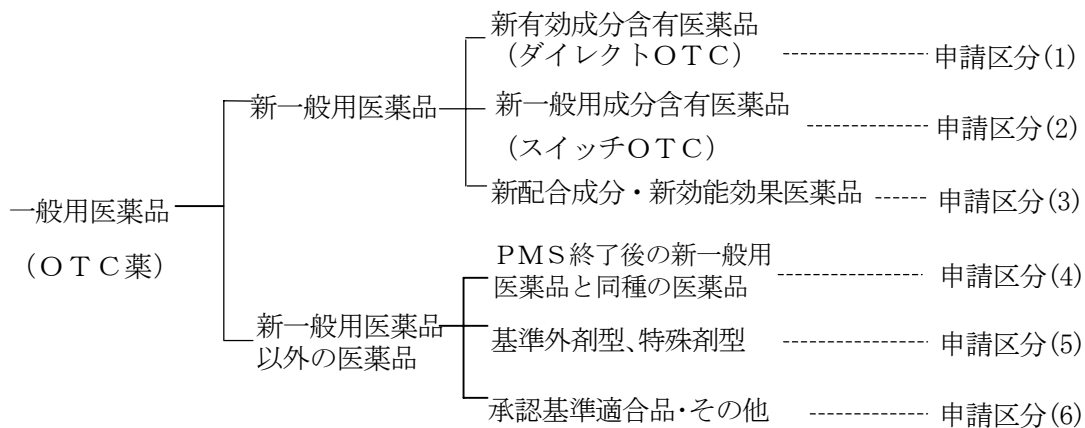 新有効成分含有医薬品
（ダイレクトＯＴＣ）
申請区分(1)
新一般用医薬品
新一般用成分含有医薬品
（スイッチＯＴＣ）
申請区分(2)
新配合成分・新効能効果医薬品
申請区分(3)
一般用医薬品
（ＯＴＣ薬）
ＰＭＳ終了後の新一般用
医薬品と同種の医薬品
申請区分(4)
新一般用医薬品
以外の医薬品
基準外剤型、特殊剤型
申請区分(5)
承認基準適合品・その他
申請区分(6)